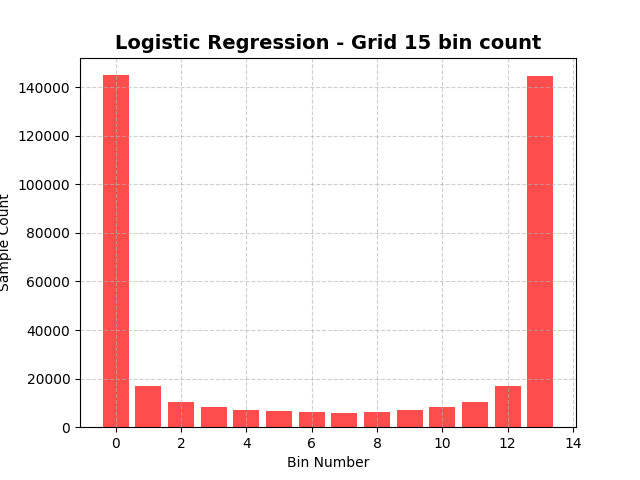 Logistic Regression - Grid 15 bin count
140000
120000
100000
80000
60000
40000
20000
0
Sample Count
0 2 4 6 8 10 12 14
Bin Number